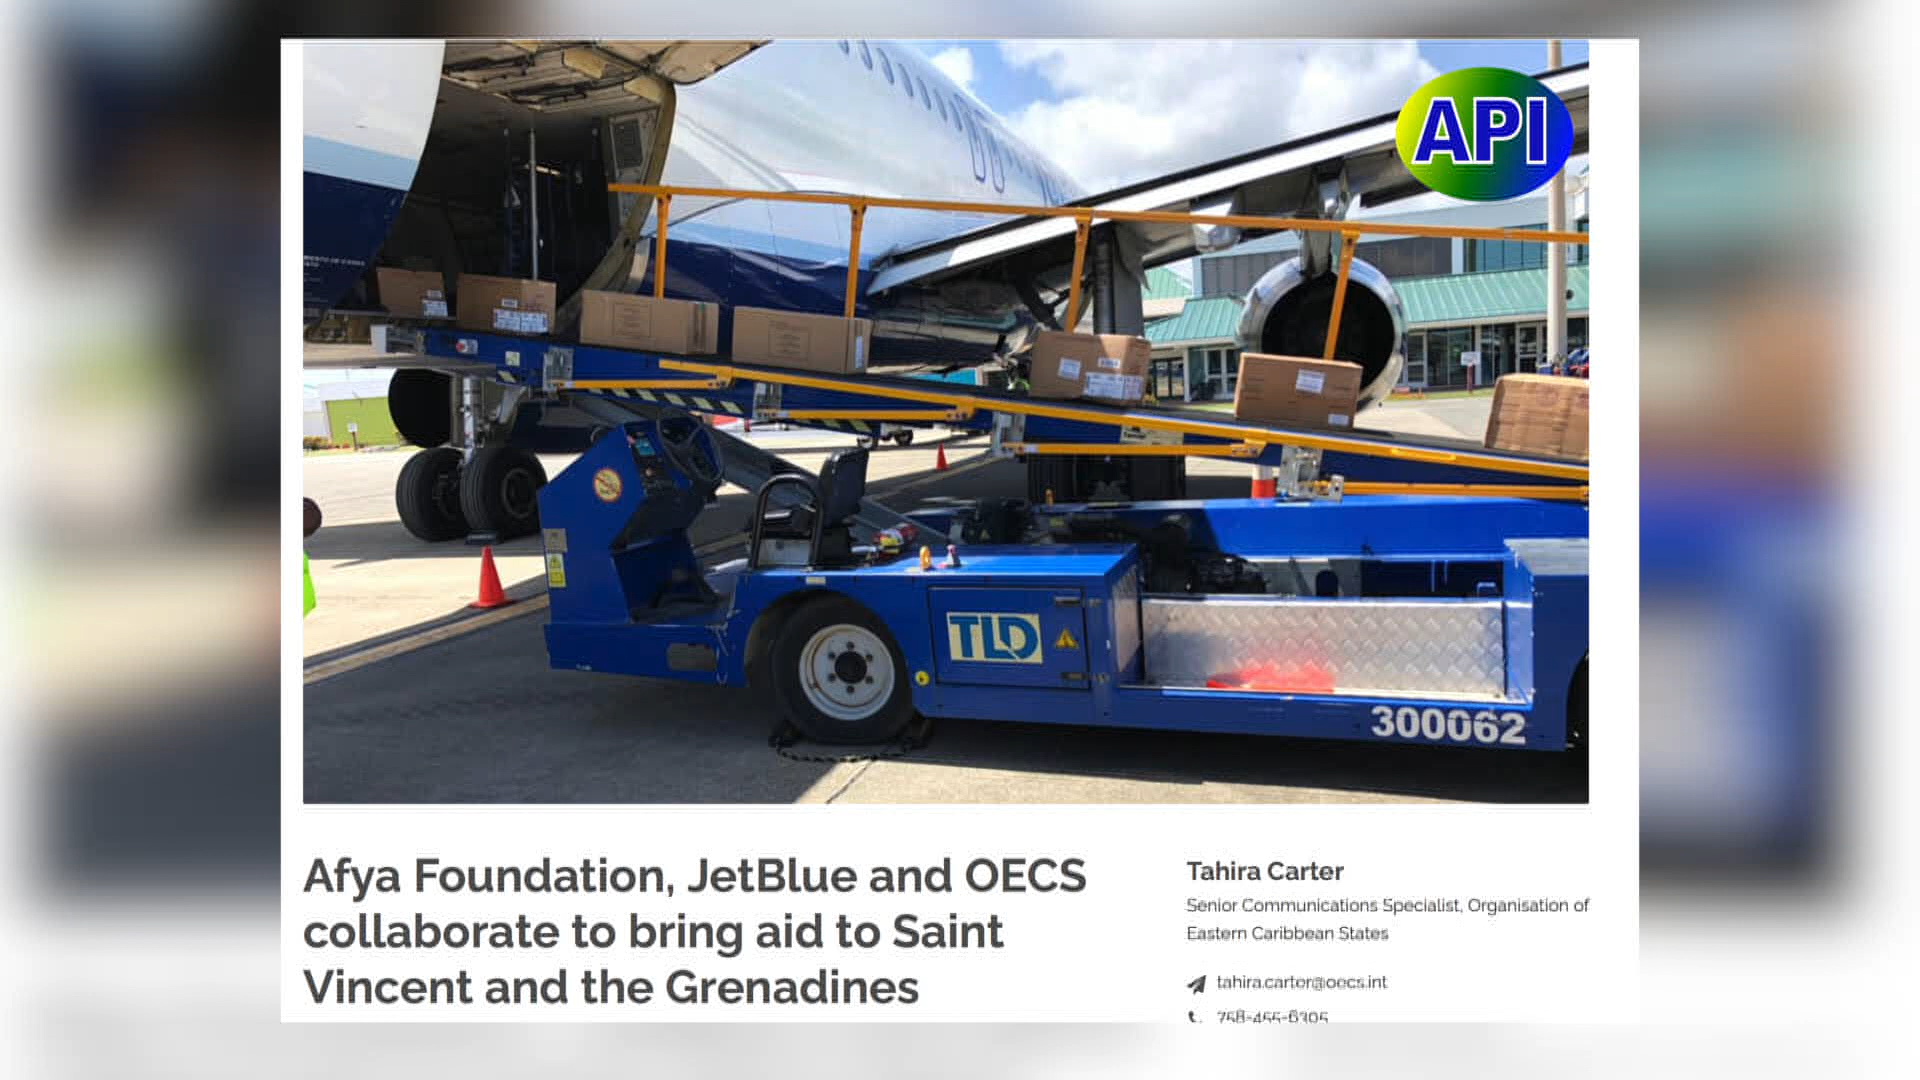 API
TLD
300062
Afya Foundation, JetBlue and OECS
collaborate to bring aid to Saint
Vincent and the Grenadines
Tahira Carter
Senior Communications Specialist, Organisation of
Eastern Caribbean States
tahira.carter@oecs.int
758-455-6305